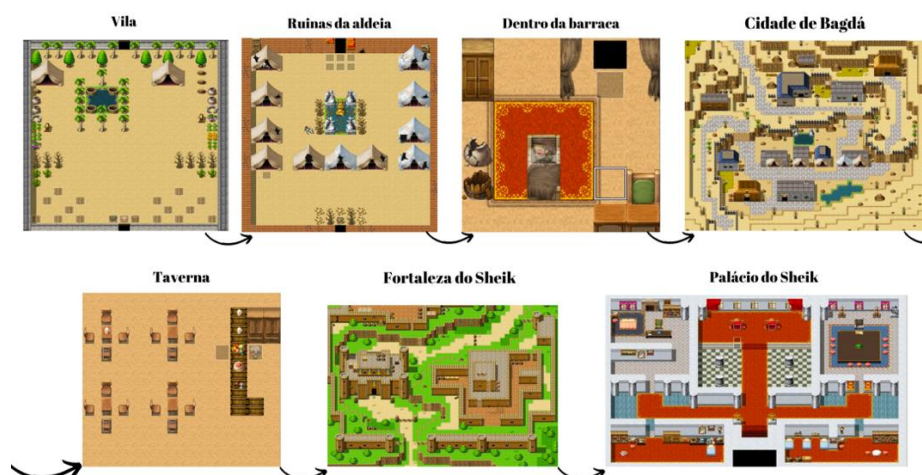 Vila
Ruinas da aldeia
Dentro da barraca
Cidade de Bagdá
Taverna
Fortaleza do Sheik
Palácio do Sheik